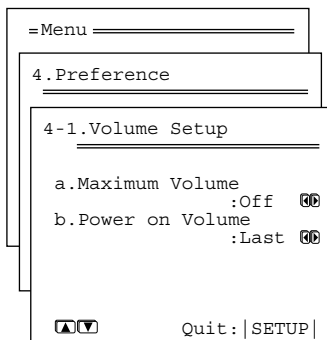 Menu
4.Preference
4-1.Volume Setup
a.Maximum Volume
:Off
b.Power on Volume
:Last
Quit:|SETUP|